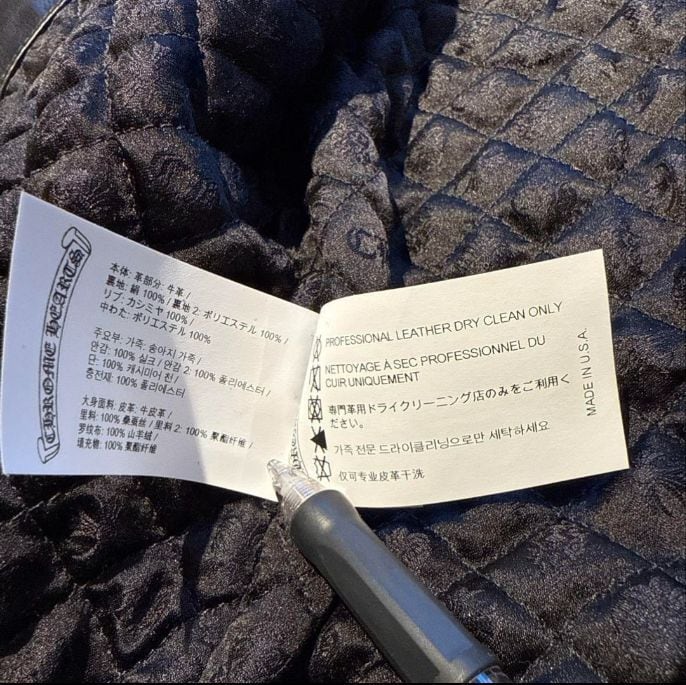 CHROME HEARTS
本体: 革部分: 牛革 /
裏地: 絹 100% / 裏地 2: ポリエステル 100% /
リブ: カシミヤ 100% /
中わた: ポリエステル 100%
주요부: 가죽: 송아지 가죽 /
안감: 100% 실크 / 안감 2: 100% 폴리에스터 /
단: 100% 캐시미어 천 /
충전재: 100% 폴리에스터
大身面料: 皮革: 牛皮革 /
里料: 100% 桑蚕丝 / 里料 2: 100% 聚酯纤维 /
罗纹布: 100% 山羊绒 /
填充物: 100% 聚酯纤维
PROFESSIONAL LEATHER DRY CLEAN ONLY
NETTOYAGE À SEC PROFESSIONNEL DU
CUIR UNIQUEMENT
専門革用ドライクリーニング店のみをご利用く
ださい。
가죽 전문 드라이클리닝으로만 세탁하세요
仅可专业皮革干洗
MADE IN U.S.A.